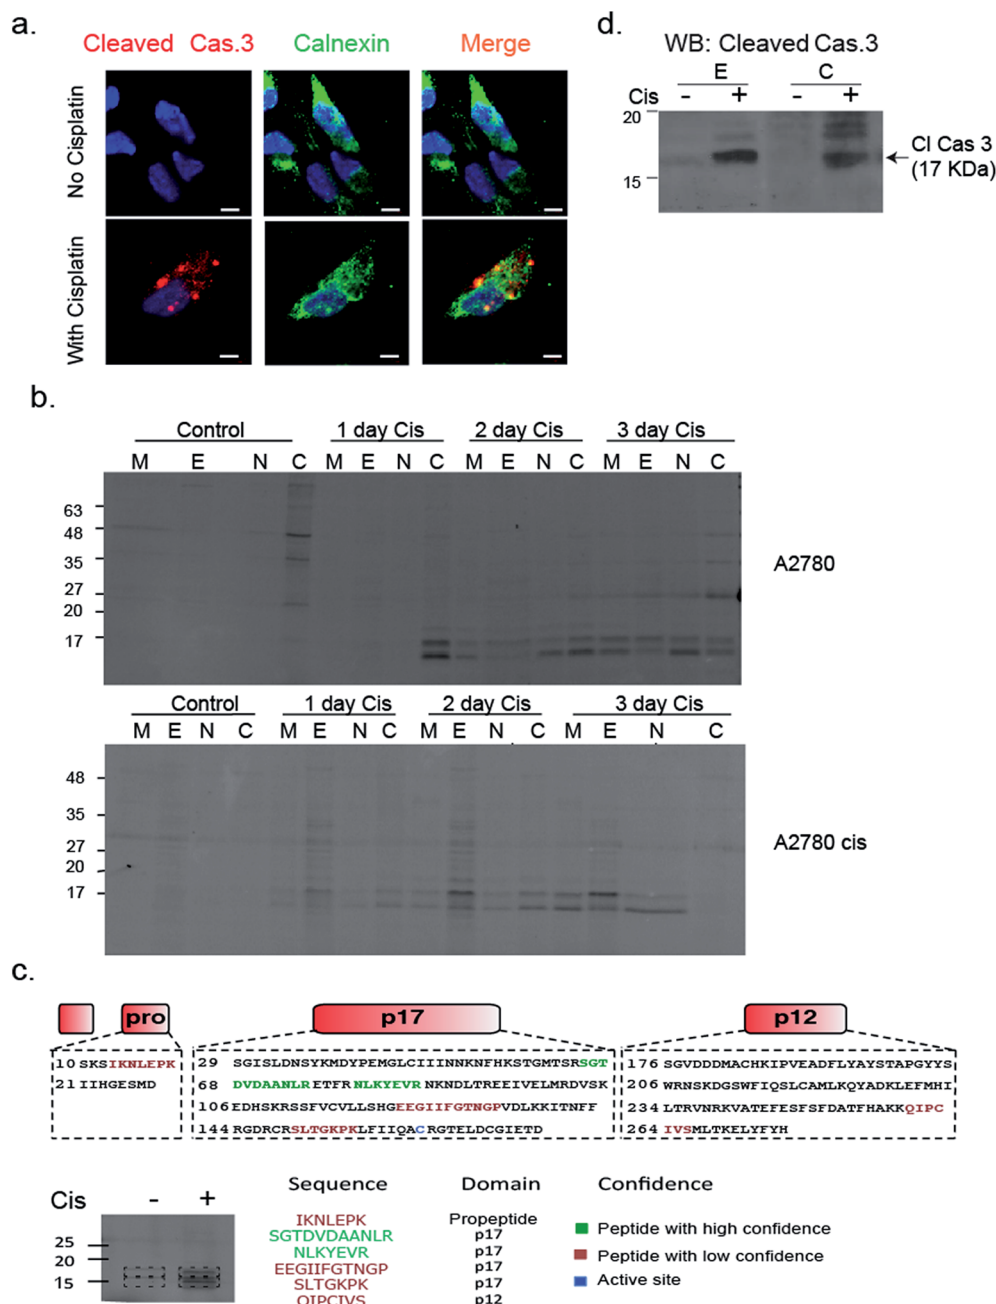 a.
Cleaved Cas.3 Calnexin Merge
No Cisplatin
With Cisplatin
d.
WB: Cleaved Cas.3
E C
Cis - + - +
20
15
Cl Cas 3
(17 KDa)
b.
Control 1 day Cis 2 day Cis 3 day Cis
M E N C M E N C M E N C M E N C
63
48
35
27
20
17
A2780
Control 1 day Cis 2 day Cis 3 day Cis
M E N C M E N C M E N C M E N C
48
35
27
20
17
A2780 cis
c.
pro p17 p12
10 SKSIKNLEPK
21 IIHGESMD
29 SGISLDNSYKMDYPEMGLCIIINNKNFHKSTGMTSRSGT
68 DVDAANLRETFRNLKYEVRNKNDLTREEIVELMRDVSK
106 EDHSKRSSFVCVLLSHGEEGIIFGTNGPVDLKKITNFF
144 RGDRCRSLTGKPKLFIIQACRGTELDCGIETD
176 SGVDDDMACHKIPVEADFLYAYSTAPGYYS
206 WRNSKDGSWFIQSLCAMLKQYADKLEFMHI
234 LTRVNRKVATEFESFSFDATFHAKKQIPC
264 IVSMLTKELYFYH
Cis - +
25
20
15
Sequence Domain Confidence
IKNLEPK Propeptide
SGTDVDAANLR p17
NLKYEVR p17
EEGIIFGTNGP p17
SLTGKPK p17
QIPCIVS p12
Peptide with high confidence
Peptide with low confidence
Active site